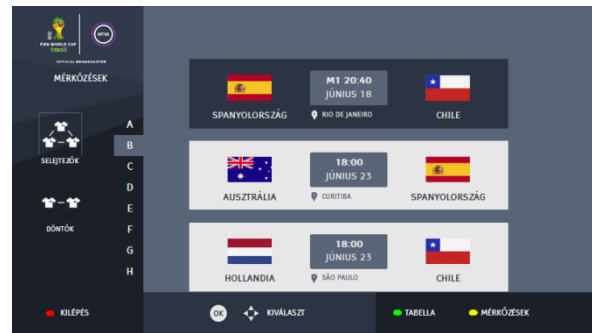 FIFA WORLD CUP
Brasil
mtva
OFFICIAL BROADCASTER
MÉRKŐZÉSEK
SELEJTEZŐK
DÖNTŐK
A
B
C
D
E
F
G
H
SPANYOLORSZÁG
M1 20:40
JÚNIUS 18
RIO DE JANEIRO
CHILE
AUSZTRÁLIA
18:00
JÚNIUS 23
CURITIBA
SPANYOLORSZÁG
HOLLANDIA
18:00
JÚNIUS 23
SÃO PAULO
CHILE
KILÉPÉS
OK
KIVÁLASZT
TABELLA
MÉRKŐZÉSEK